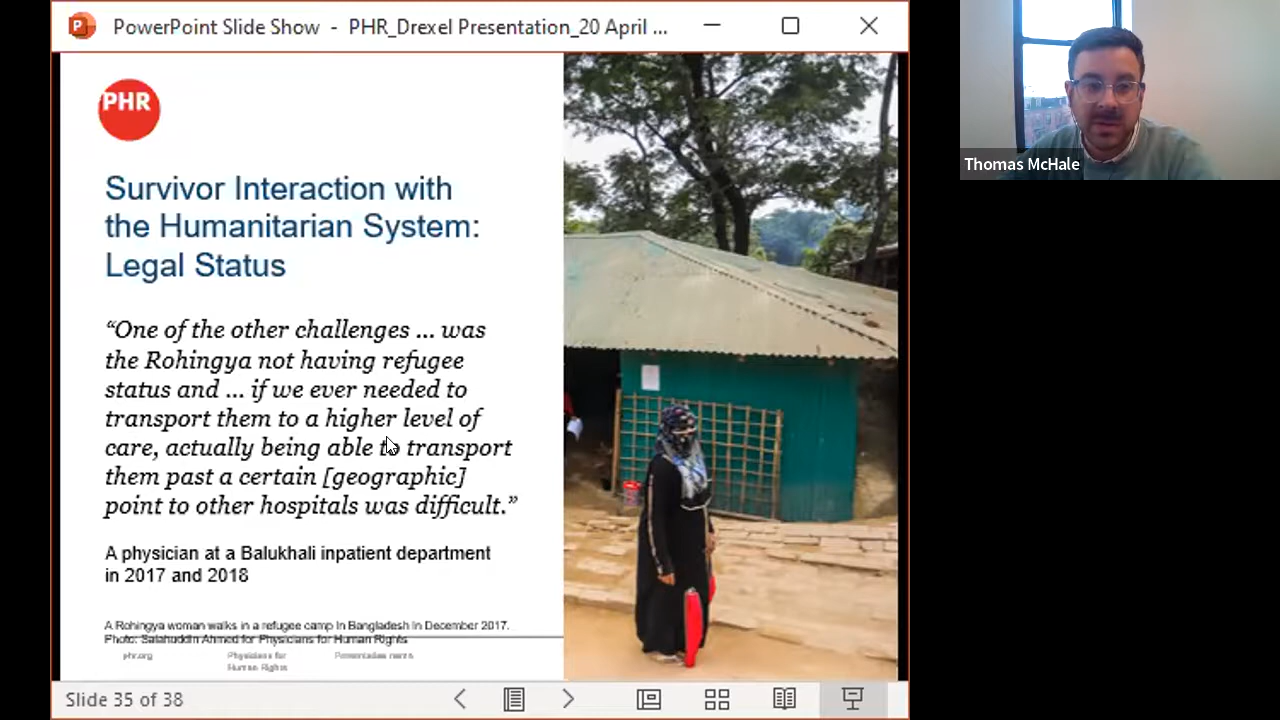 PowerPoint Slide Show - PHR_Drexel Presentation_20 April ...
PHR
Survivor Interaction with
the Humanitarian System:
Legal Status
“One of the other challenges ... was
the Rohingya not having refugee
status and ... if we ever needed to
transport them to a higher level of
care, actually being able to transport
them past a certain [geographic]
point to other hospitals was difficult.”
A physician at a Balukhali inpatient department
in 2017 and 2018
A Rohingya woman walks in a refugee camp in Bangladesh in December 2017.
Photo: Salahuddin Ahmed for Physicians for Human Rights
phr.org
Physicians for
Human Rights
Presentation name
Slide 35 of 38
Thomas McHale